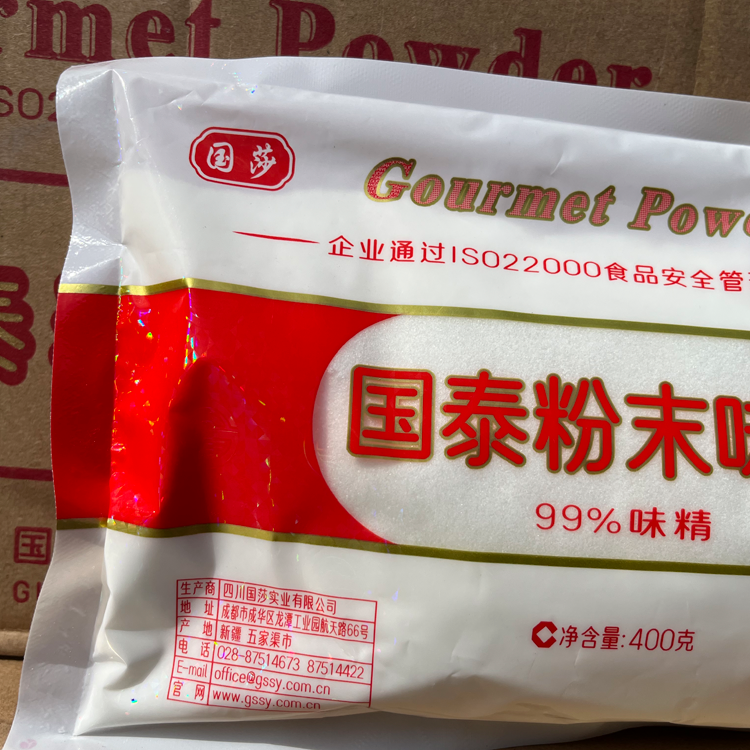 Gourmet Powder
国莎
Gourmet Pow
企业通过ISO22000食品安全管
国泰粉末味
99%味精
生产商 四川国莎实业有限公司
地址 成都市成华区龙潭工业园航天路66号
产地 新疆 五家渠市
电话 028-87514673 87514422
E-mail office@gssy.com.cn
官网 www.gssy.com.cn
净含量:400克
国